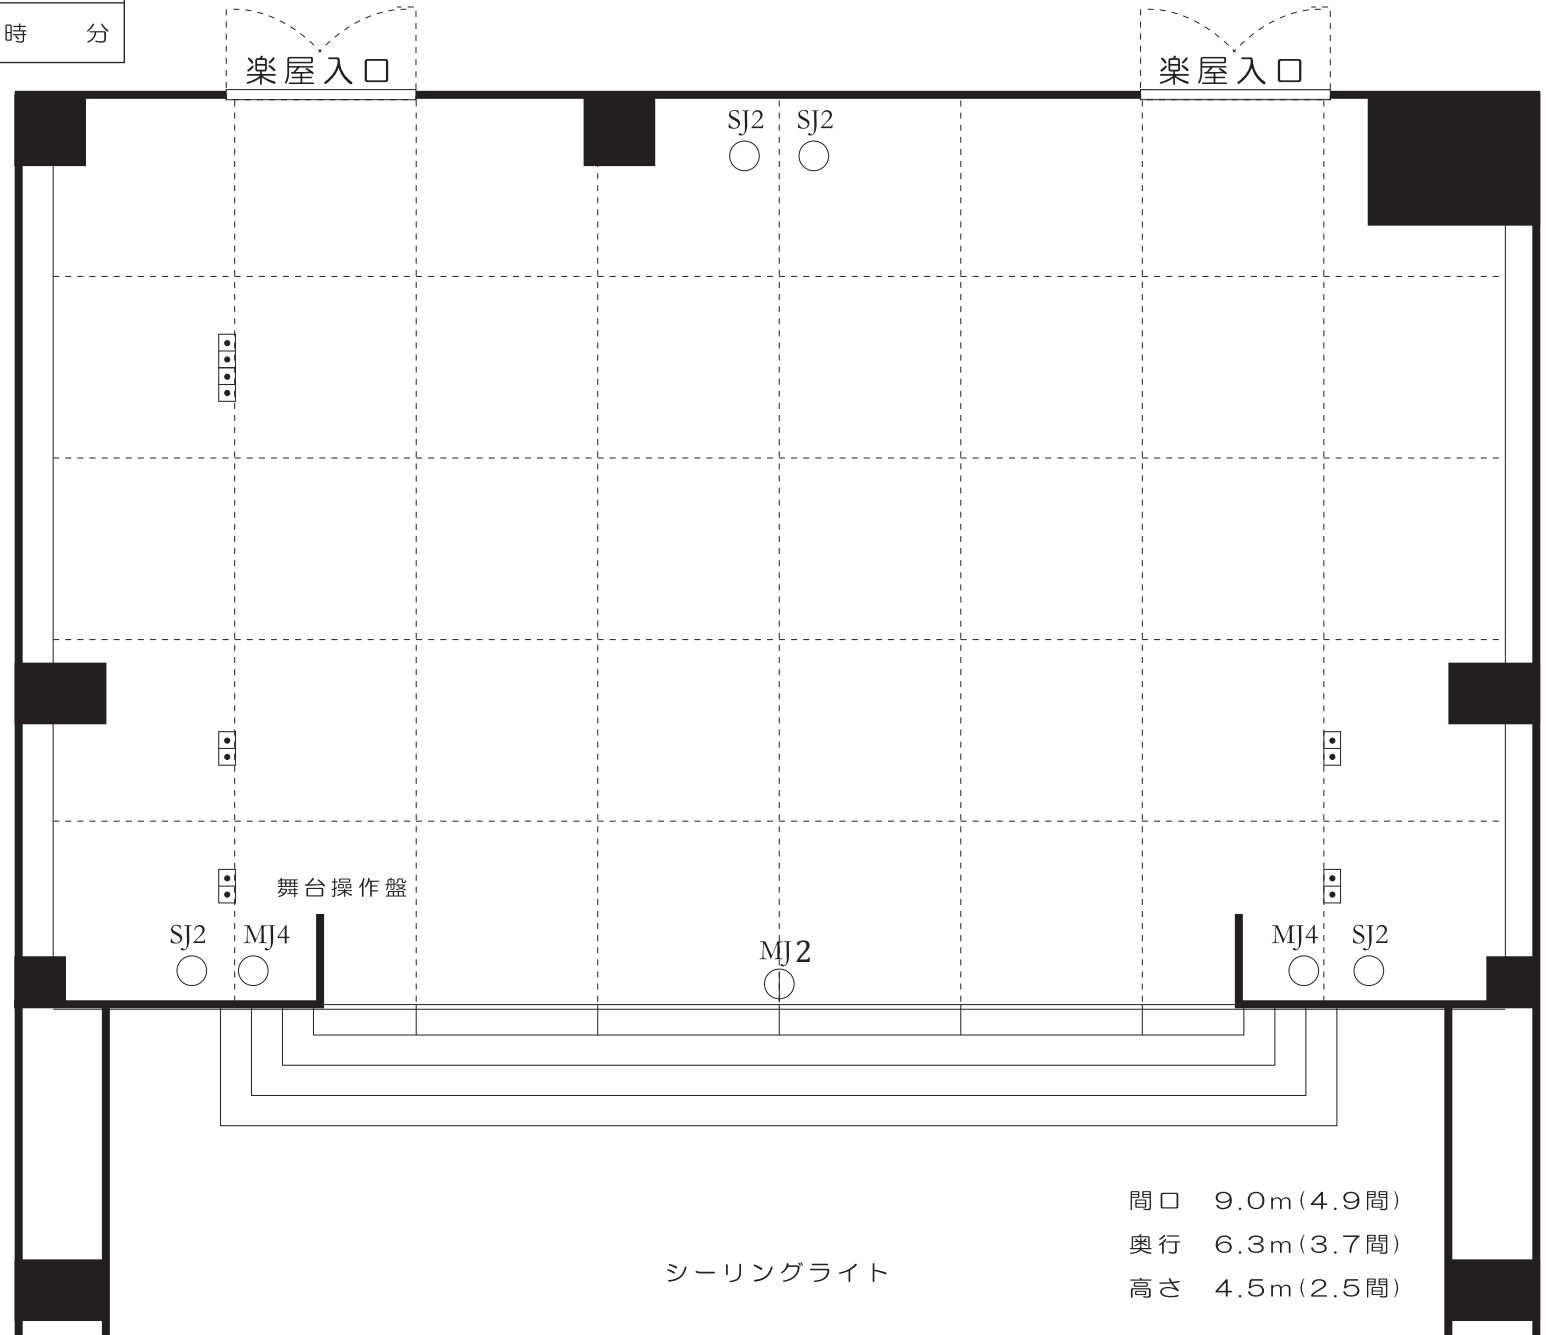 時 分
楽屋入口 楽屋入口
SJ2 SJ2
舞台操作盤
SJ2 MJ4 MJ2 MJ4 SJ2
間口 9.0m(4.9間)
奥行 6.3m(3.7間)
シーリングライト
高さ 4.5m(2.5間)